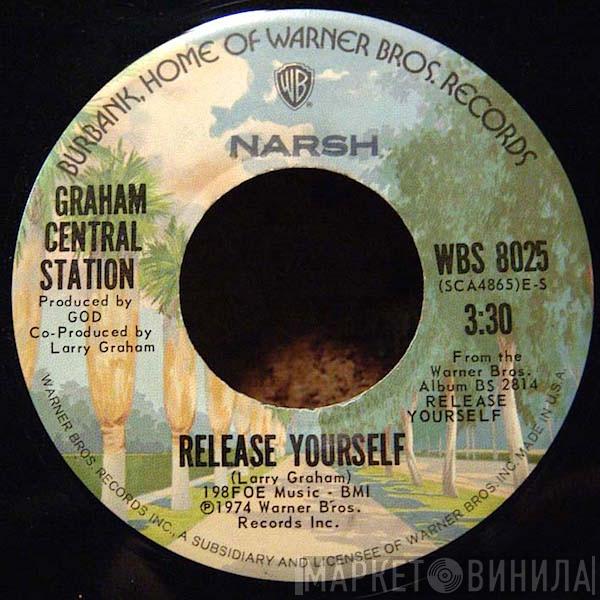 BURBANK, HOME OF WARNER BROS. RECORDS
WB
NARSH
GRAHAM
CENTRAL
STATION
Produced by
GOD
Co-Produced by
Larry Graham
WBS 8025
(SCA4865)E-S
3:30
From the
Warner Bros.
Album BS 2814
RELEASE
YOURSELF
RELEASE YOURSELF
(Larry Graham)
198FOE Music - BMI
℗1974 Warner Bros.
Records Inc.
WARNER BROS. RECORDS INC., A SUBSIDIARY AND LICENSEE OF WARNER BROS. INC. MADE IN U.S.A.
МАРКЕТ ВИНИЛА